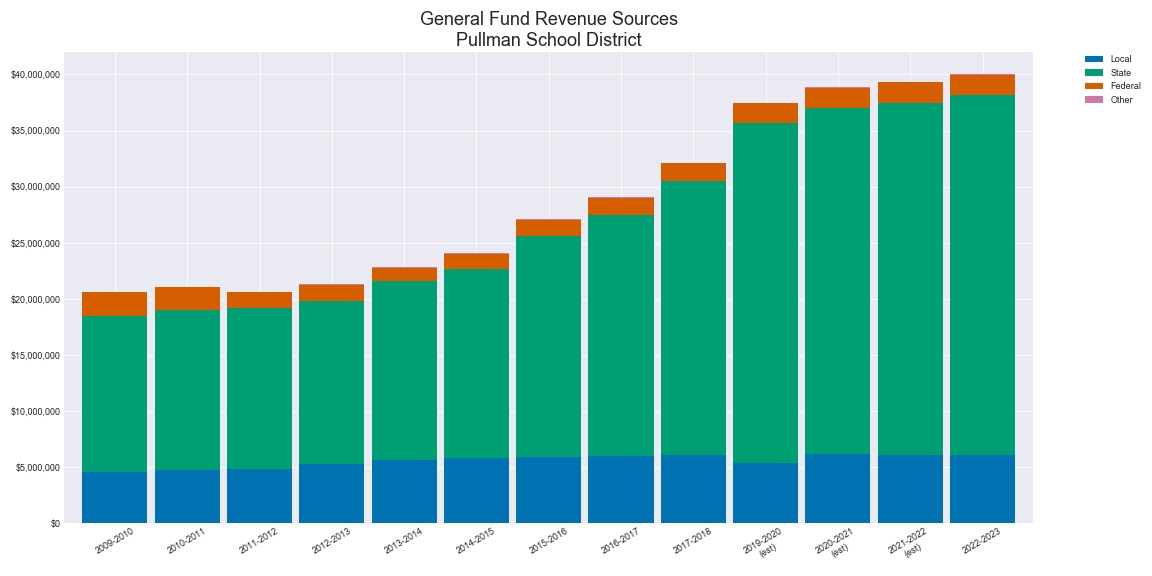 General Fund Revenue Sources
Pullman School District
Local
State
Federal
Other
$40,000,000
$35,000,000
$30,000,000
$25,000,000
$20,000,000
$15,000,000
$10,000,000
$5,000,000
$0
2009-2010
2010-2011
2011-2012
2012-2013
2013-2014
2014-2015
2015-2016
2016-2017
2017-2018
2019-2020
(est)
2020-2021
(est)
2021-2022
(est)
2022-2023